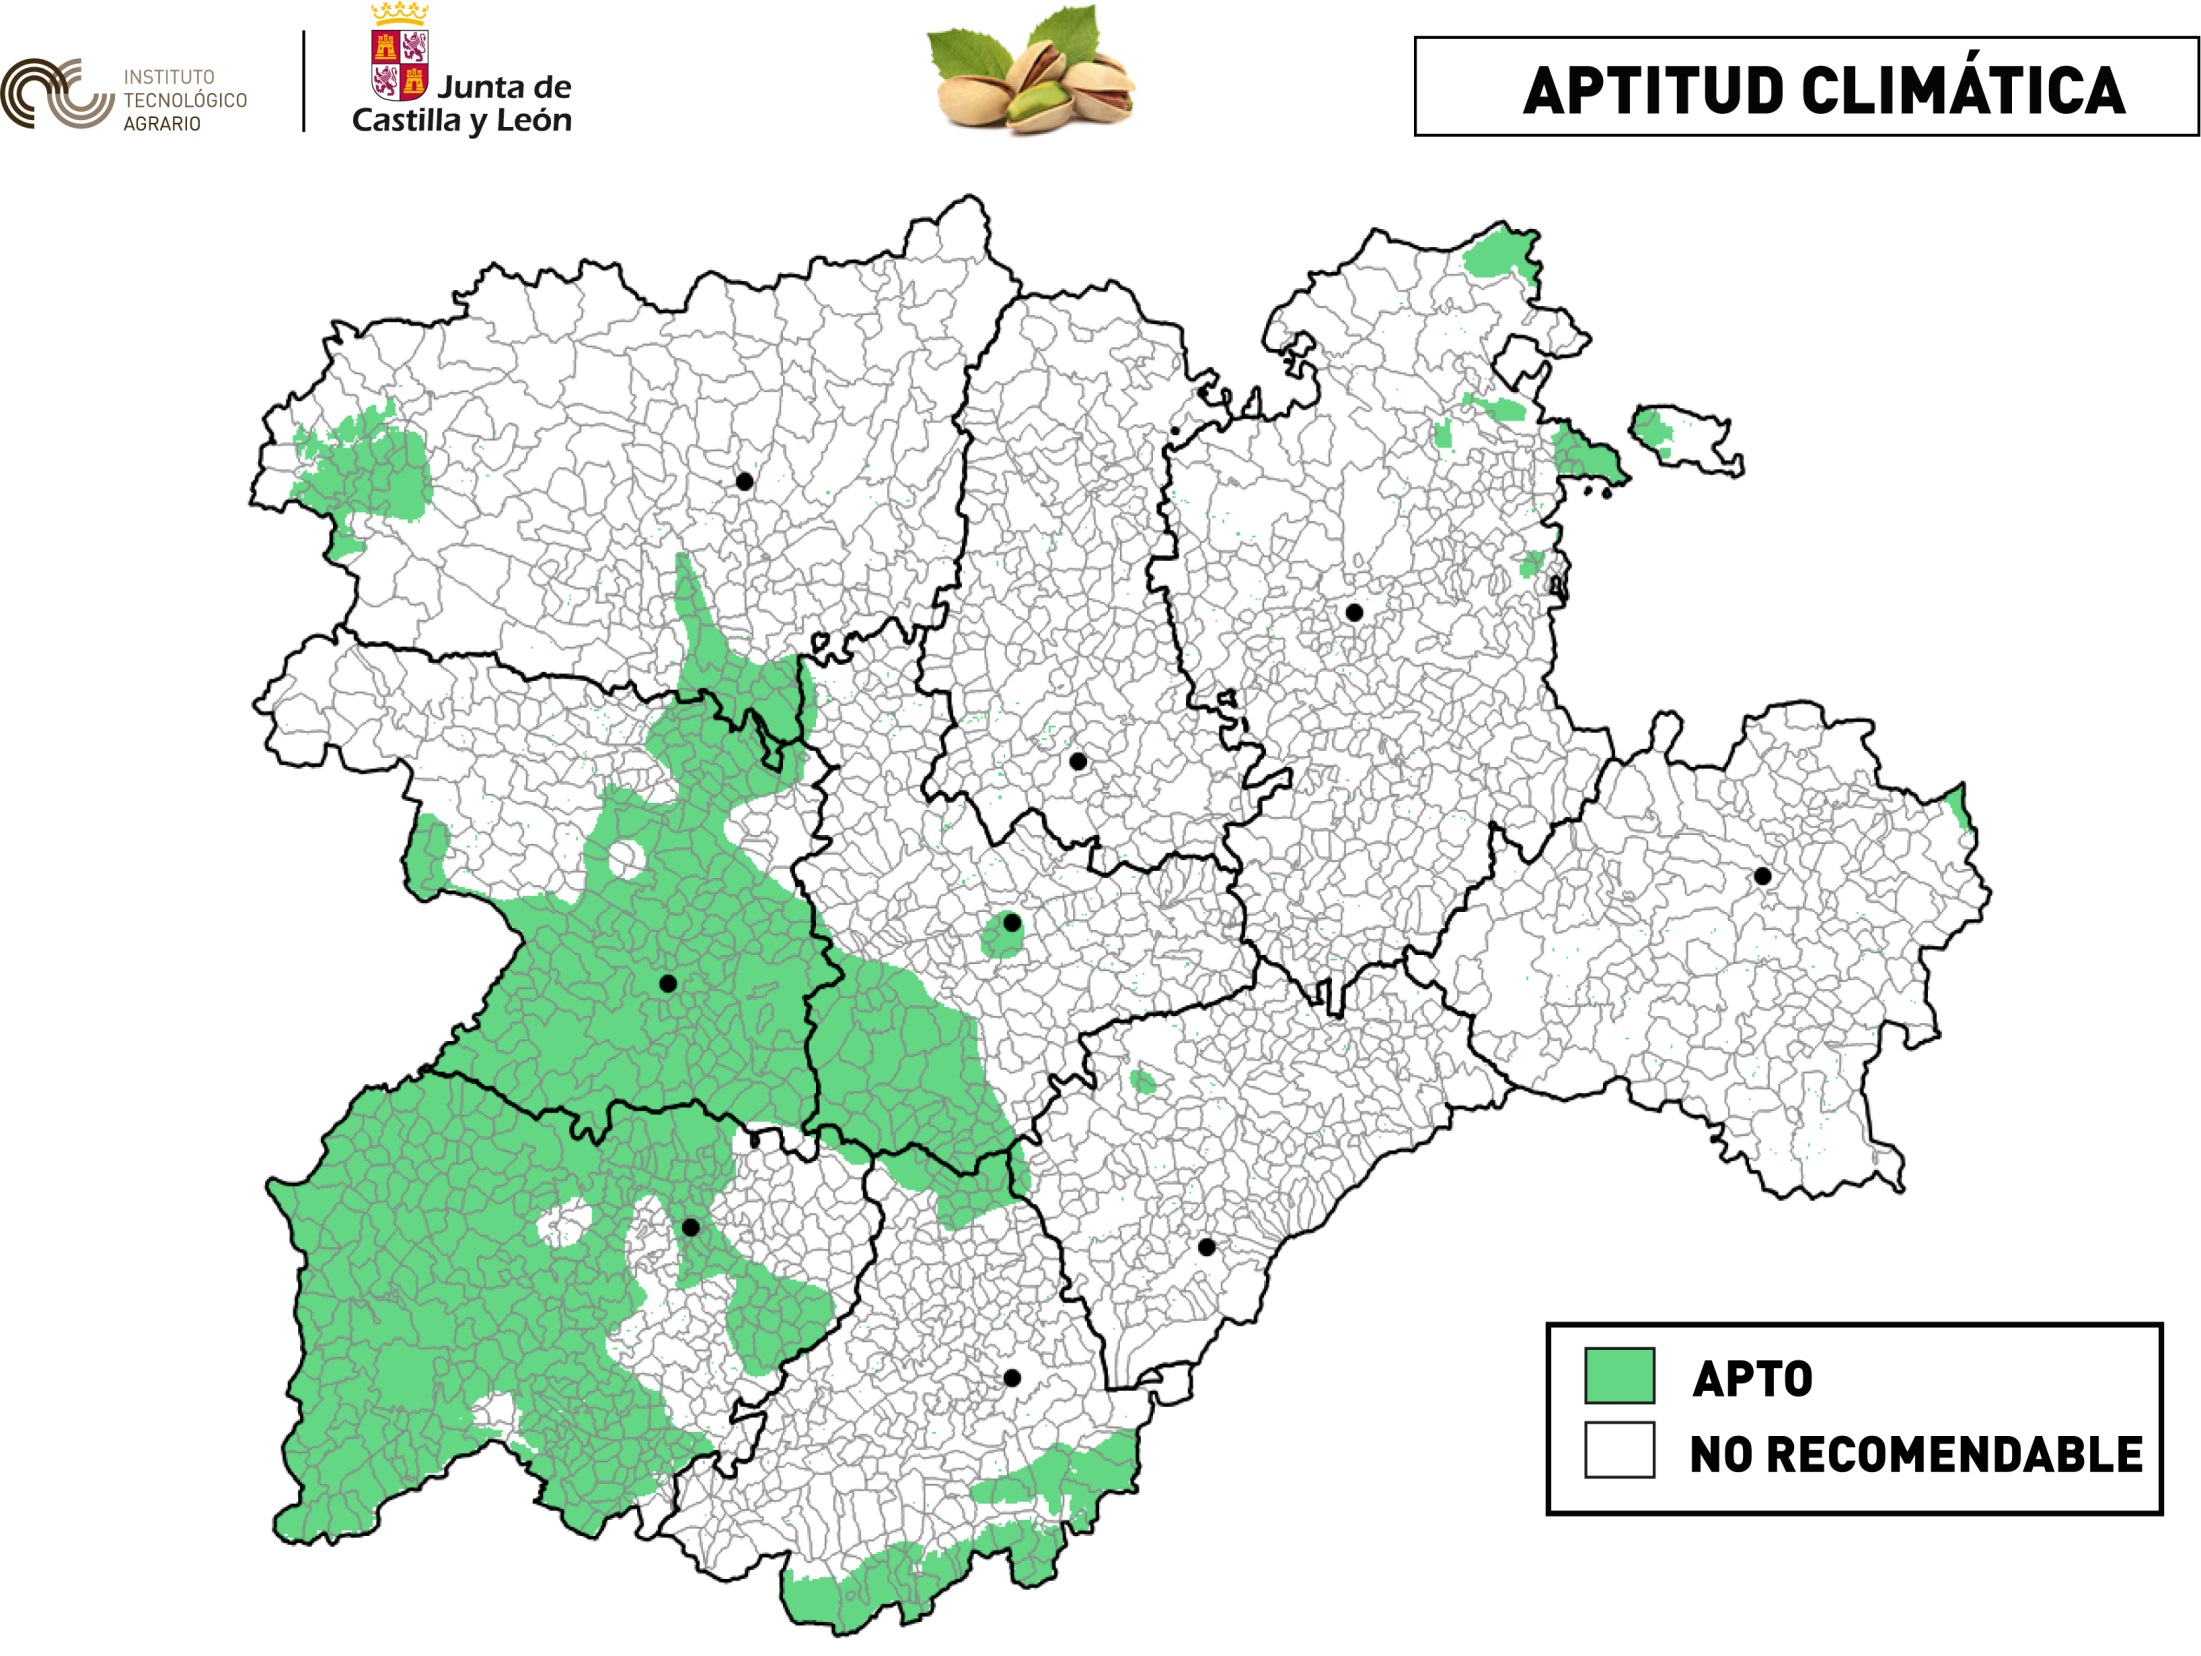 INSTITUTO
TECNOLÓGICO
AGRARIO
Junta de
Castilla y León
APTITUD CLIMÁTICA
APTO
NO RECOMENDABLE